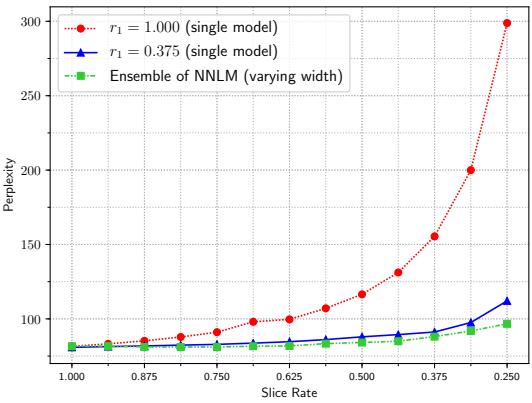 300
250
200
150
100
Perplexity
r₁ = 1.000 (single model)
r₁ = 0.375 (single model)
Ensemble of NNLM (varying width)
1.000 0.875 0.750 0.625 0.500 0.375 0.250
Slice Rate